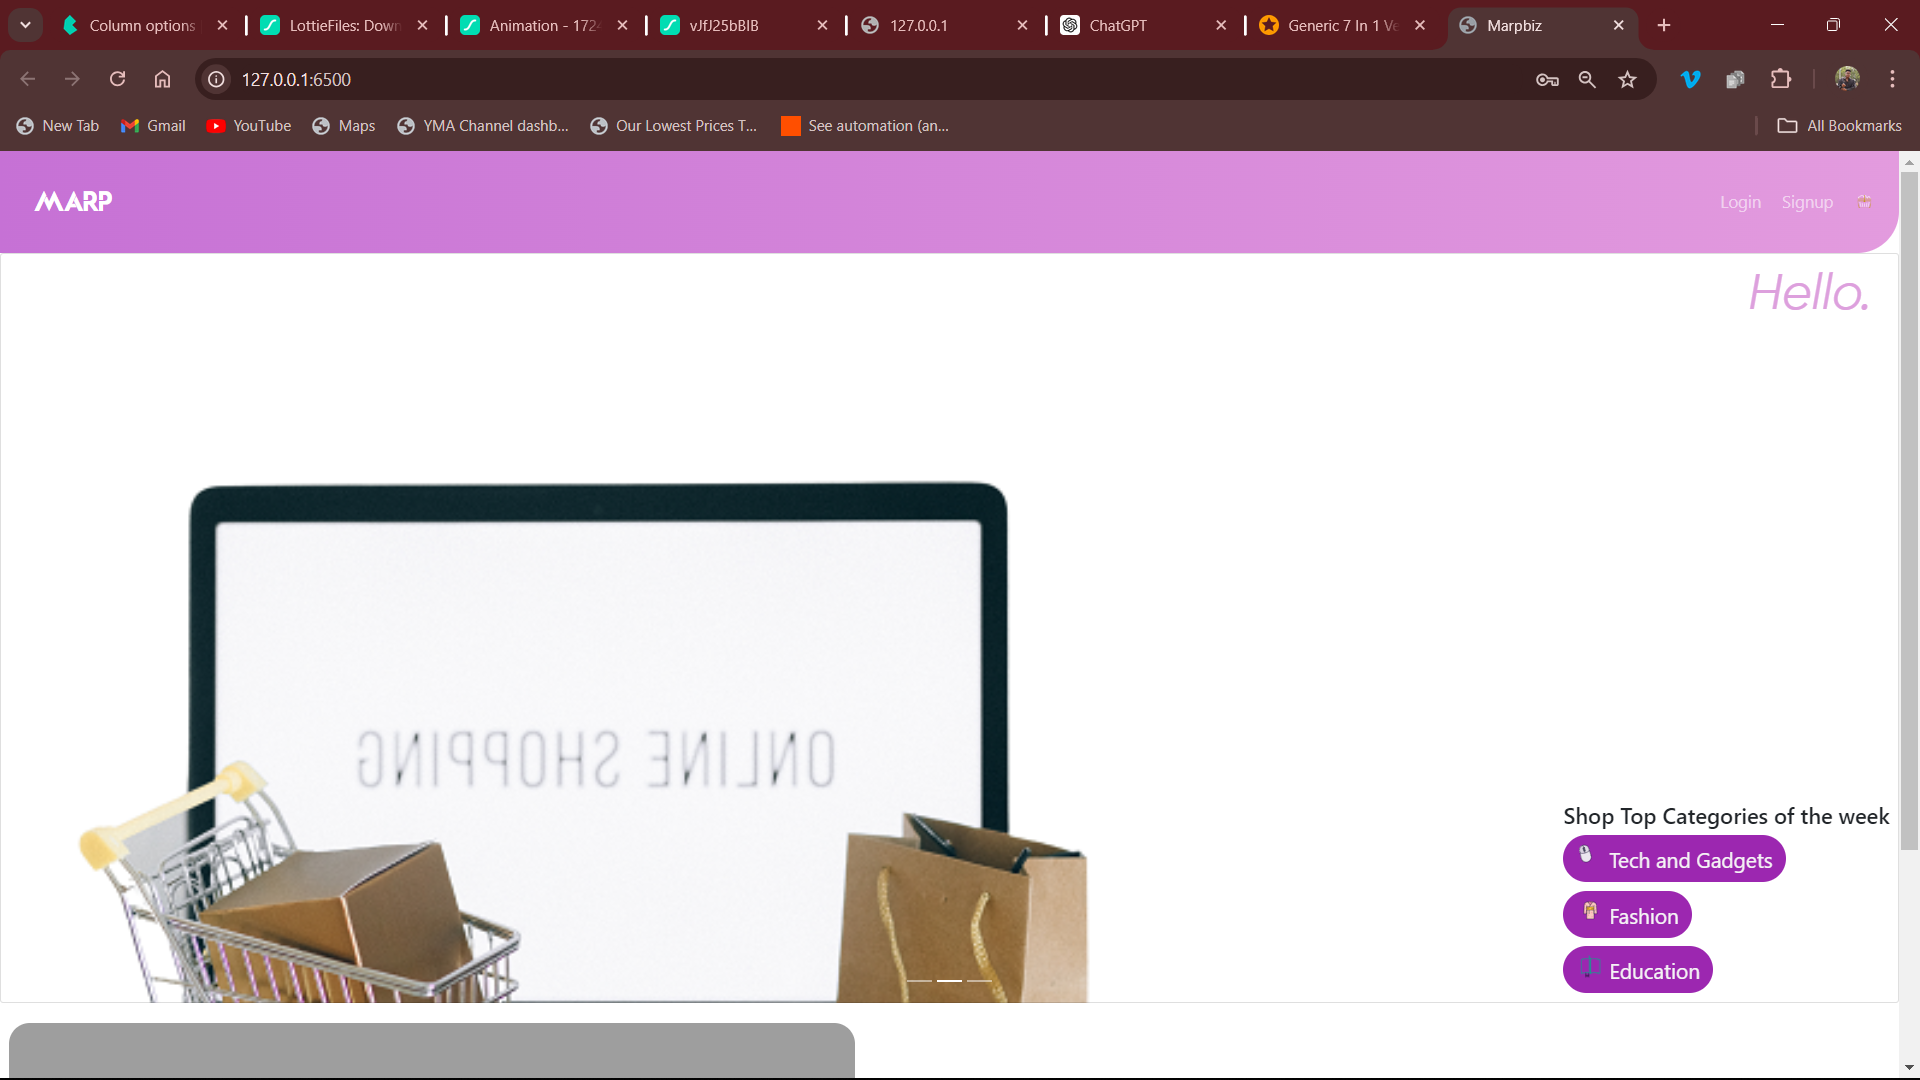 Column options
LottieFiles: Down
Animation - 172
vJfJ25bBIB
127.0.0.1
ChatGPT
Generic 7 In 1 Ve
Marpbiz
127.0.0.1:6500
New Tab
Gmail
YouTube
Maps
YMA Channel dashb...
Our Lowest Prices T...
See automation (an...
All Bookmarks
MARP
Login
Signup
Hello.
ONLINE SHOPPING
Shop Top Categories of the week
Tech and Gadgets
Fashion
Education